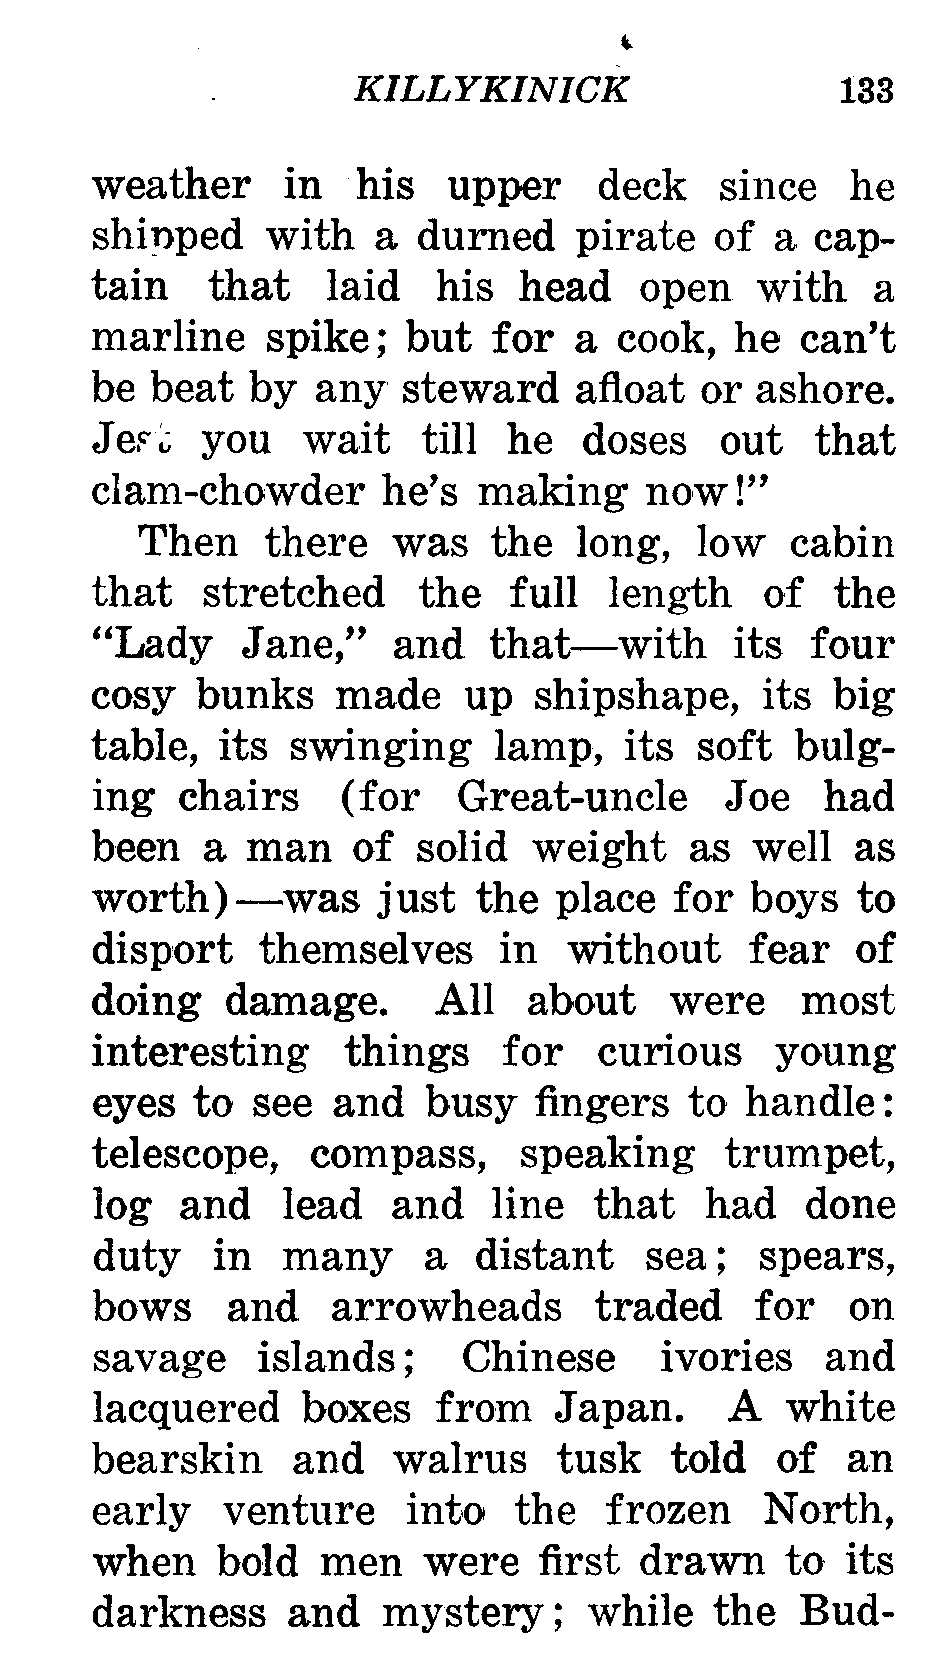 KILLYKINICK 133
weather in his upper deck since he
shipped with a durned pirate of a cap-
tain that laid his head open with a
marline spike; but for a cook, he can't
be beat by any steward afloat or ashore.
Jest you wait till he doses out that
clam-chowder he's making now!"
Then there was the long, low cabin
that stretched the full length of the
"Lady Jane," and that—with its four
cosy bunks made up shipshape, its big
table, its swinging lamp, its soft bulg-
ing chairs (for Great-uncle Joe had
been a man of solid weight as well as
worth)—was just the place for boys to
disport themselves in without fear of
doing damage. All about were most
interesting things for curious young
eyes to see and busy fingers to handle:
telescope, compass, speaking trumpet,
log and lead and line that had done
duty in many a distant sea; spears,
bows and arrowheads traded for on
savage islands; Chinese ivories and
lacquered boxes from Japan. A white
bearskin and walrus tusk told of an
early venture into the frozen North,
when bold men were first drawn to its
darkness and mystery; while the Bud-